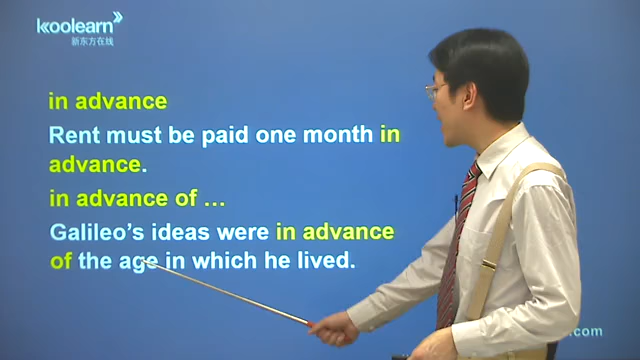 koolearn
新东方在线
in advance
Rent must be paid one month in
advance.
in advance of …
Galileo's ideas were in advance
of the age in which he lived.
.com